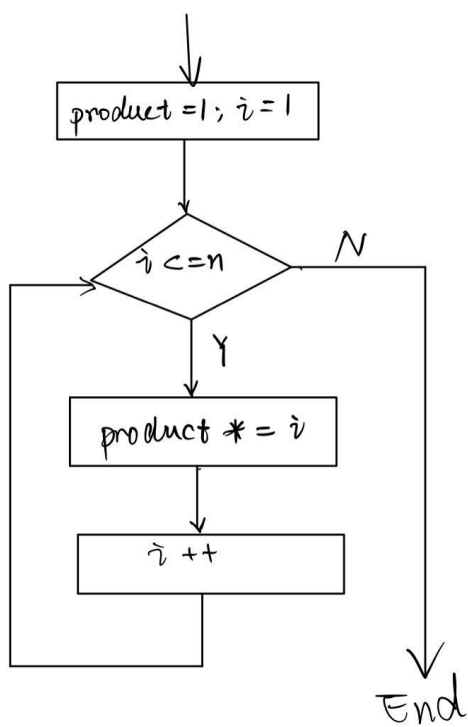 product =1; i=1
i <=n
N
Y
product *= i
i ++
End